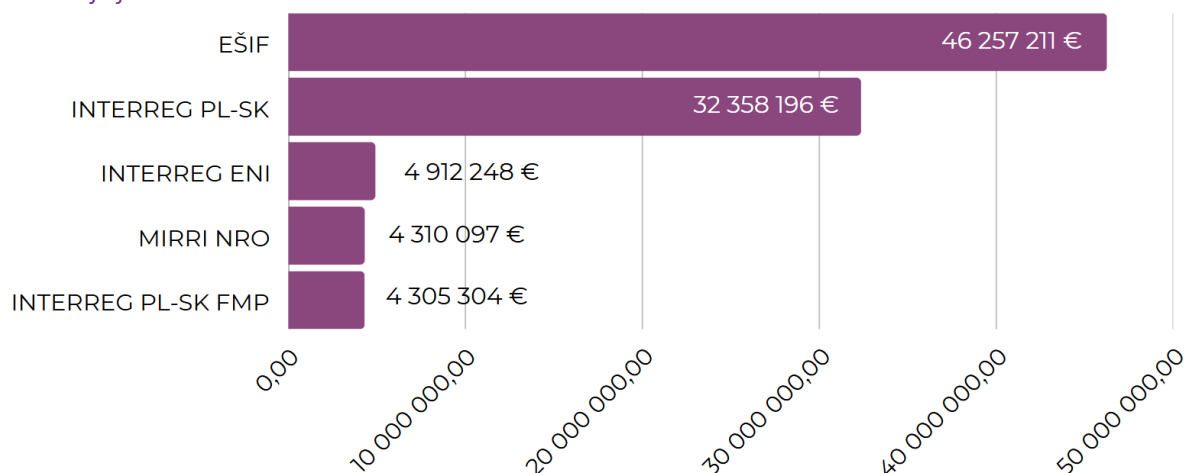 EŠIF 46 257 211 €
INTERREG PL-SK 32 358 196 €
INTERREG ENI 4 912 248 €
MIRRI NRO 4 310 097 €
INTERREG PL-SK FMP 4 305 304 €
0,00 10 000 000,00 20 000 000,00 30 000 000,00 40 000 000,00 50 000 000,00